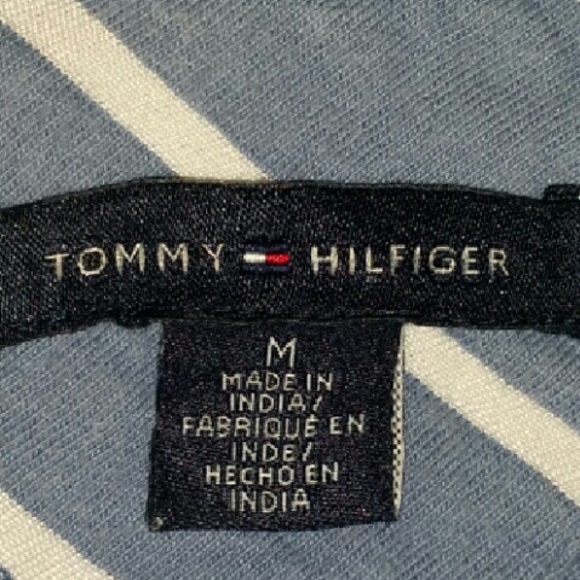 TOMMY HILFIGER
M
MADE IN
INDIA/
FABRIQUÉ EN
INDE/
HECHO EN
INDIA